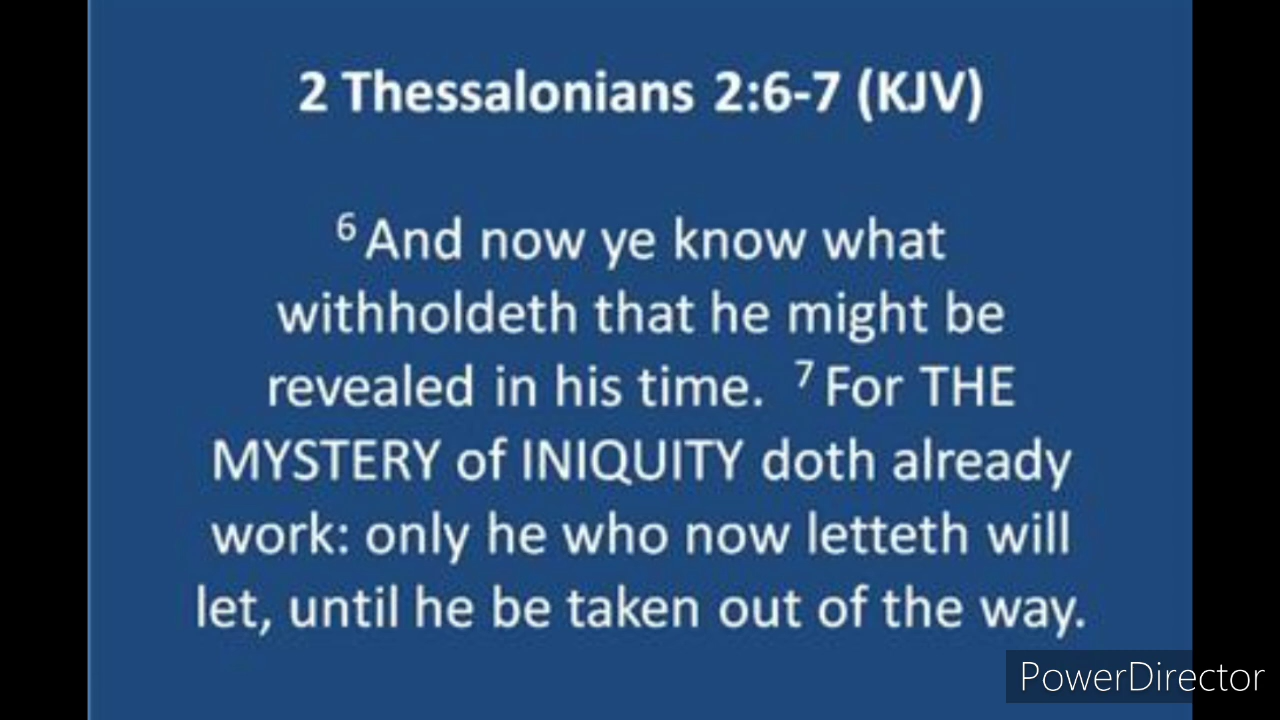 2 Thessalonians 2:6-7 (KJV)
6 And now ye know what
withholdeth that he might be
revealed in his time. 7 For THE
MYSTERY of INIQUITY doth already
work: only he who now letteth will
let, until he be taken out of the way.
PowerDirector